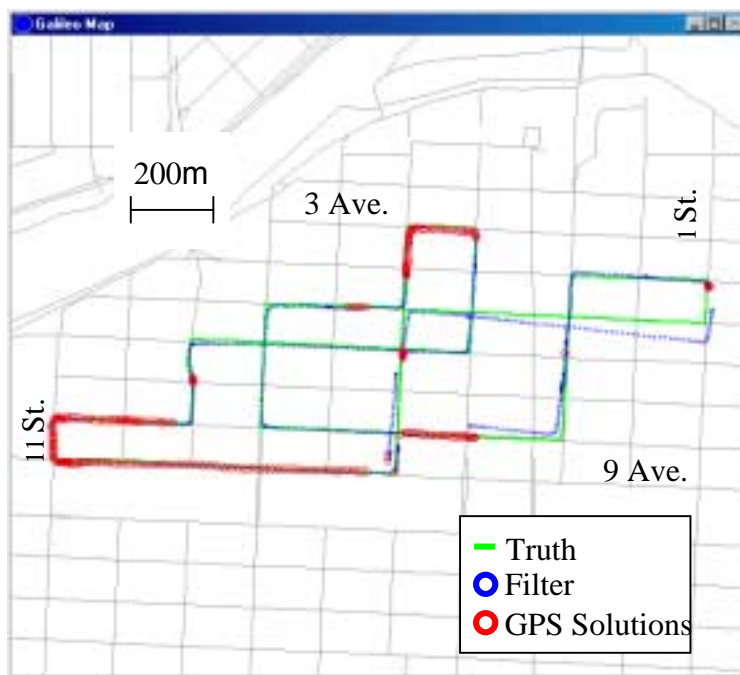 Galileo Map
200m
3 Ave.
1 St.
11 St.
9 Ave.
Truth
Filter
GPS Solutions